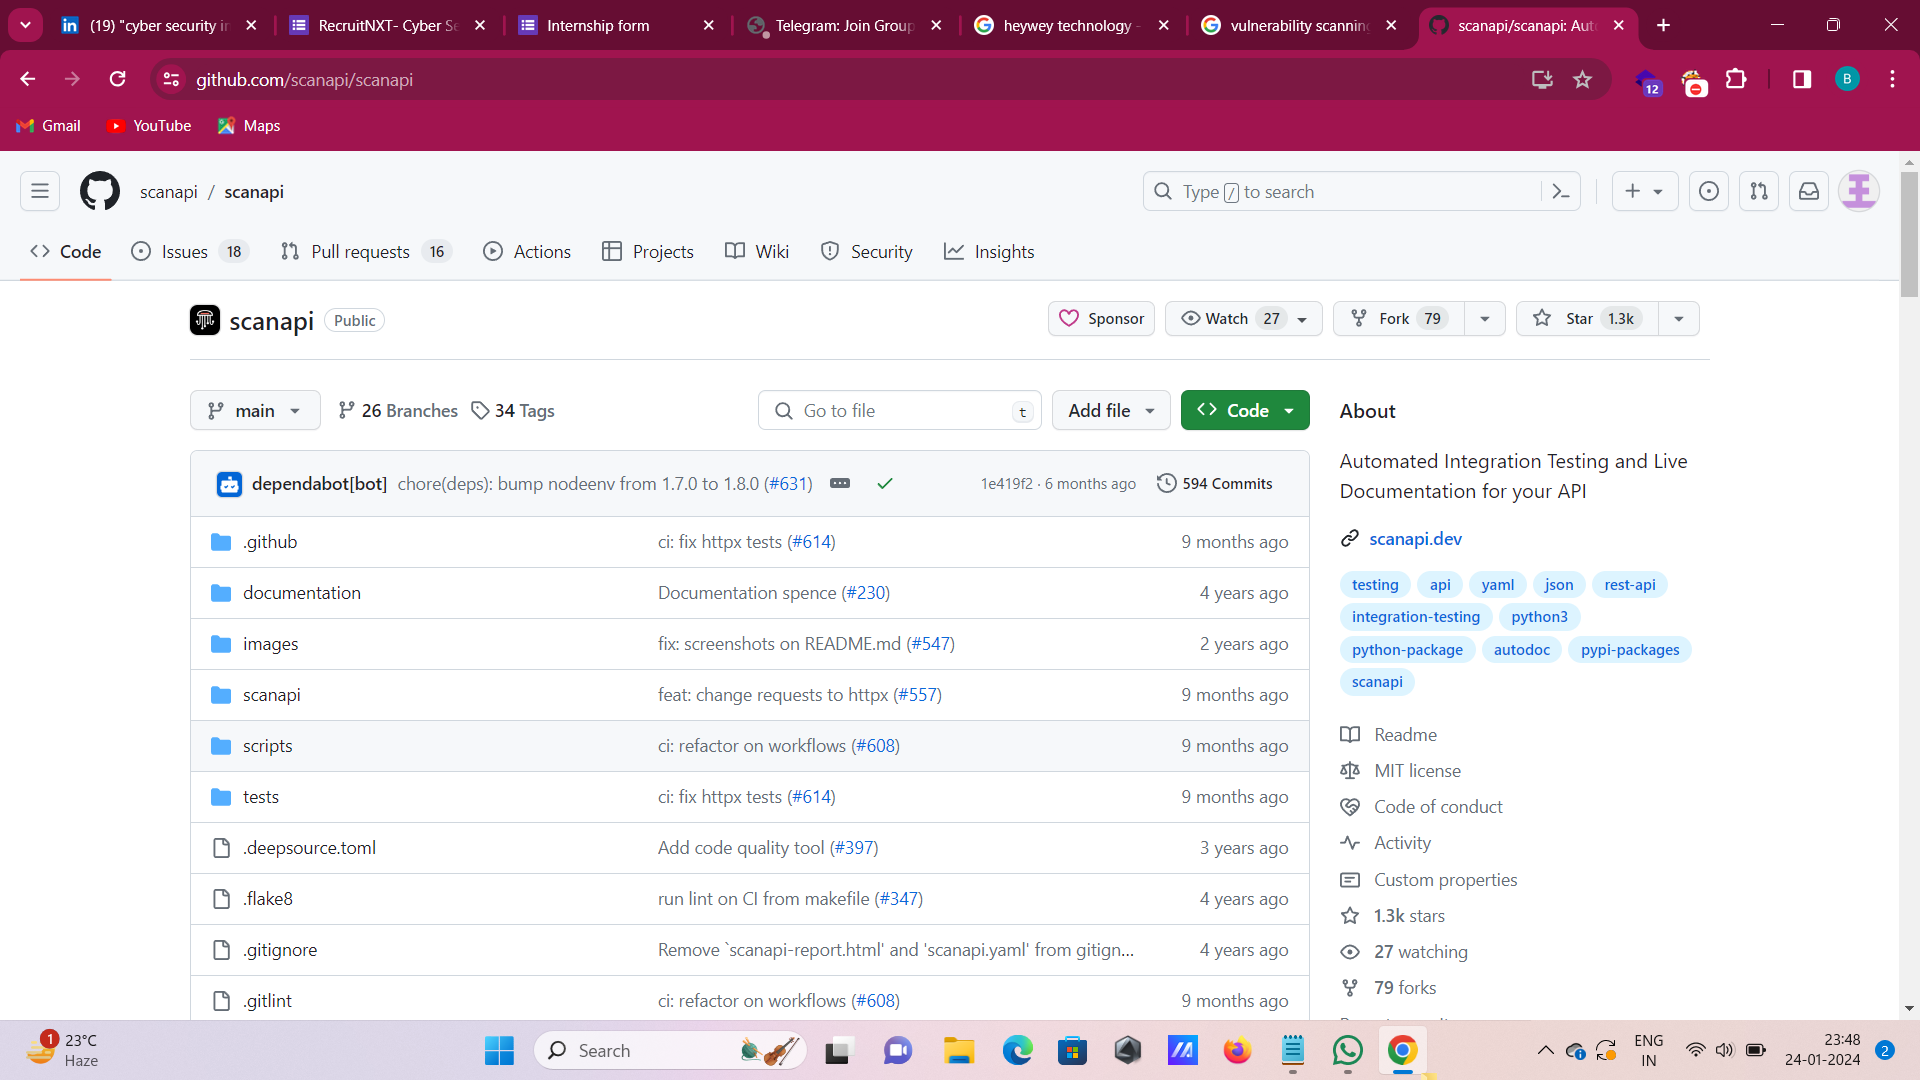 (19) "cyber security in
RecruitNXT- Cyber Se
Internship form
Telegram: Join Group
heywey technology -
vulnerability scanning
scanapi/scanapi: Auto
github.com/scanapi/scanapi
12
B
Gmail
YouTube
Maps
scanapi / scanapi
Type / to search
Code
Issues 18
Pull requests 16
Actions
Projects
Wiki
Security
Insights
scanapi Public
Sponsor
Watch 27
Fork 79
Star 1.3k
main
26 Branches
34 Tags
Go to file t
Add file
Code
dependabot[bot] chore(deps): bump nodeenv from 1.7.0 to 1.8.0 (#631) 1e419f2 · 6 months ago 594 Commits
.github ci: fix httpx tests (#614) 9 months ago
documentation Documentation spence (#230) 4 years ago
images fix: screenshots on README.md (#547) 2 years ago
scanapi feat: change requests to httpx (#557) 9 months ago
scripts ci: refactor on workflows (#608) 9 months ago
tests ci: fix httpx tests (#614) 9 months ago
.deepsource.toml Add code quality tool (#397) 3 years ago
.flake8 run lint on CI from makefile (#347) 4 years ago
.gitignore Remove `scanapi-report.html' and 'scanapi.yaml' from gitign... 4 years ago
.gitlint ci: refactor on workflows (#608) 9 months ago
About
Automated Integration Testing and Live
Documentation for your API
scanapi.dev
testing api yaml json rest-api
integration-testing python3
python-package autodoc pypi-packages
scanapi
Readme
MIT license
Code of conduct
Activity
Custom properties
1.3k stars
27 watching
79 forks
1
23°C
Haze
Search
ENG
IN
23:48
24-01-2024
2